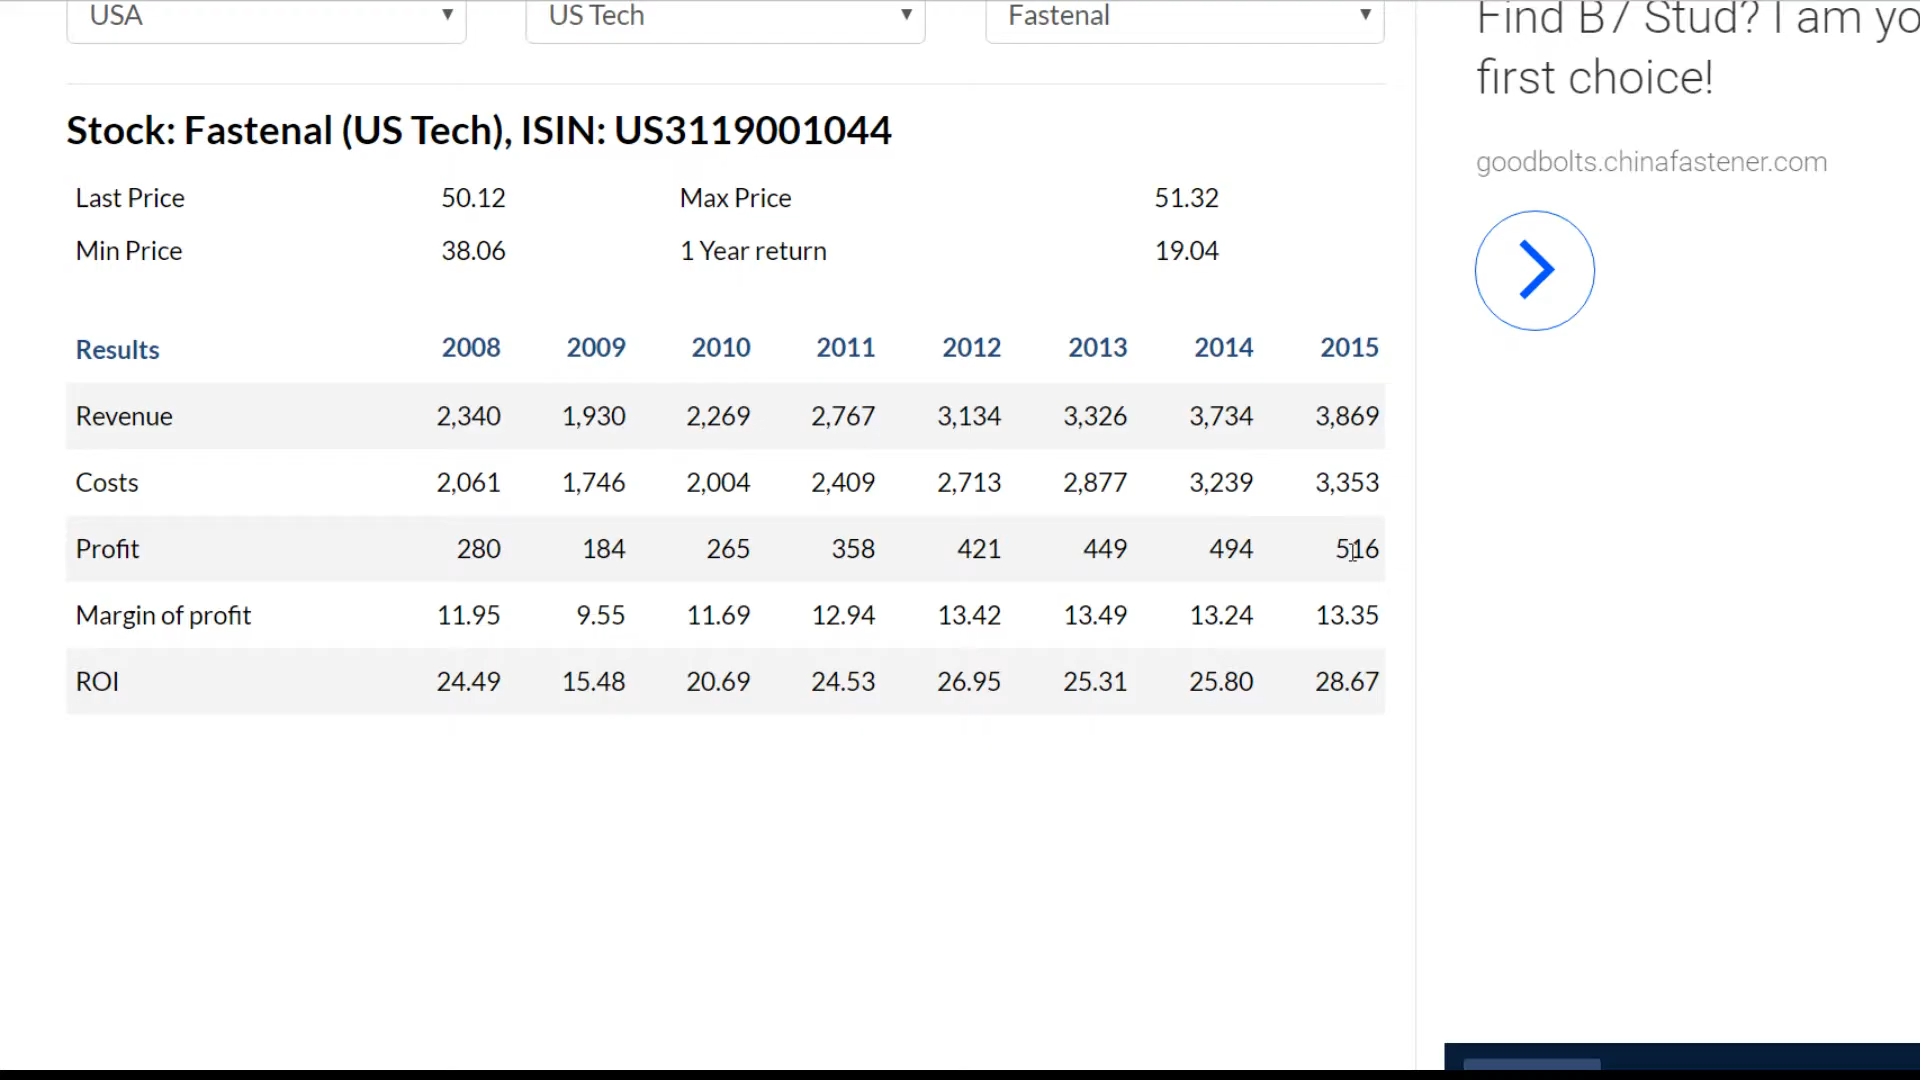 USA US Tech Fastenal
Find B7 Stud? I am yo
first choice!
goodbolts.chinafastener.com
Stock: Fastenal (US Tech), ISIN: US3119001044
Last Price 50.12 Max Price 51.32
Min Price 38.06 1 Year return 19.04
Results 2008 2009 2010 2011 2012 2013 2014 2015
Revenue 2,340 1,930 2,269 2,767 3,134 3,326 3,734 3,869
Costs 2,061 1,746 2,004 2,409 2,713 2,877 3,239 3,353
Profit 280 184 265 358 421 449 494 516
Margin of profit 11.95 9.55 11.69 12.94 13.42 13.49 13.24 13.35
ROI 24.49 15.48 20.69 24.53 26.95 25.31 25.80 28.67